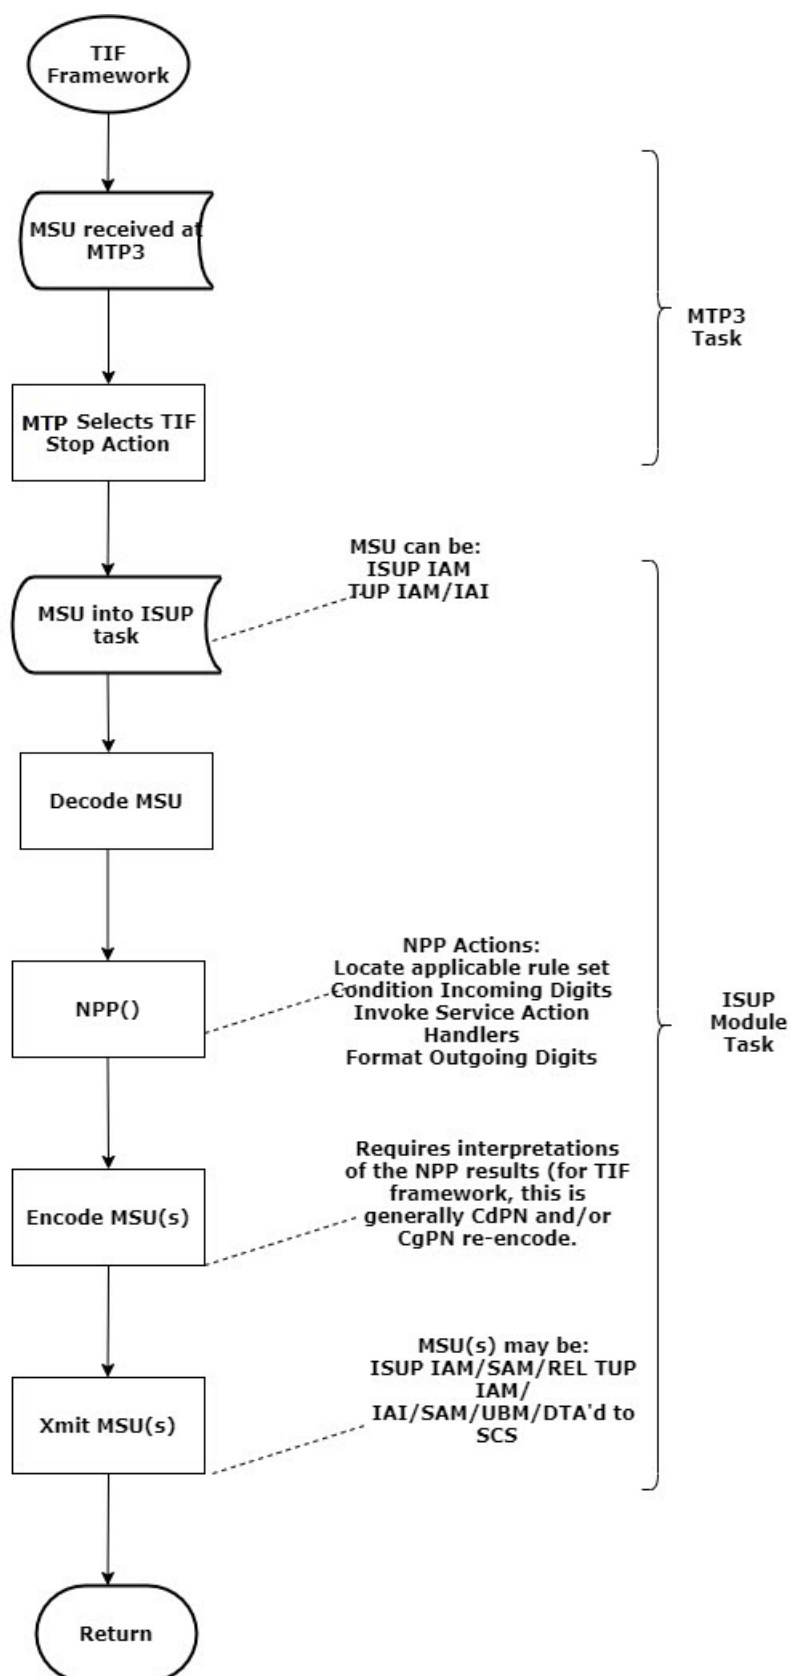 TIF
Framework
MSU received at
MTP3
MTP3
Task
MTP Selects TIF
Stop Action
MSU can be:
ISUP IAM
TUP IAM/IAI
MSU into ISUP
task
Decode MSU
NPP Actions:
Locate applicable rule set
Condition Incoming Digits
Invoke Service Action
Handlers
Format Outgoing Digits
NPP()
ISUP
Module
Task
Requires interpretations
of the NPP results (for TIF
framework, this is
generally CdPN and/or
CgPN re-encode.
Encode MSU(s)
MSU(s) may be:
ISUP IAM/SAM/REL TUP
IAM/
IAI/SAM/UBM/DTA'd to
SCS
Xmit MSU(s)
Return